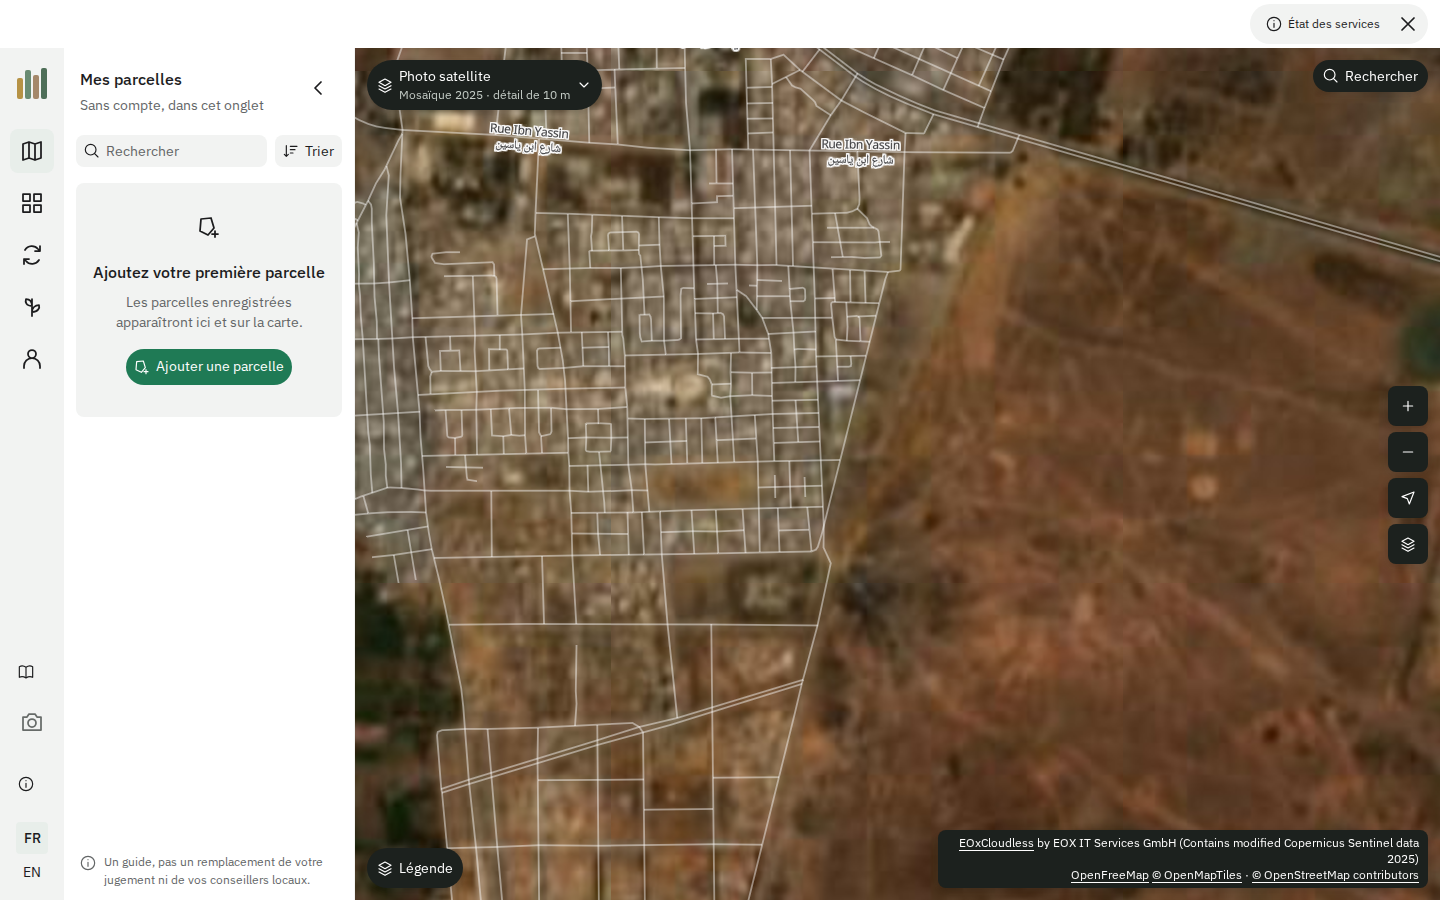 État des services
Mes parcelles
Sans compte, dans cet onglet
Rechercher
Trier
Ajoutez votre première parcelle
Les parcelles enregistrées
apparaîtront ici et sur la carte.
Ajouter une parcelle
FR
EN
Un guide, pas un remplacement de votre
jugement ni de vos conseillers locaux.
Photo satellite
Mosaïque 2025 · détail de 10 m
Rechercher
Rue Ibn Yassin
شارع ابن ياسين
Rue Ibn Yassin
شارع ابن ياسين
Légende
EOxCloudless by EOX IT Services GmbH (Contains modified Copernicus Sentinel data
2025)
OpenFreeMap © OpenMapTiles · © OpenStreetMap contributors